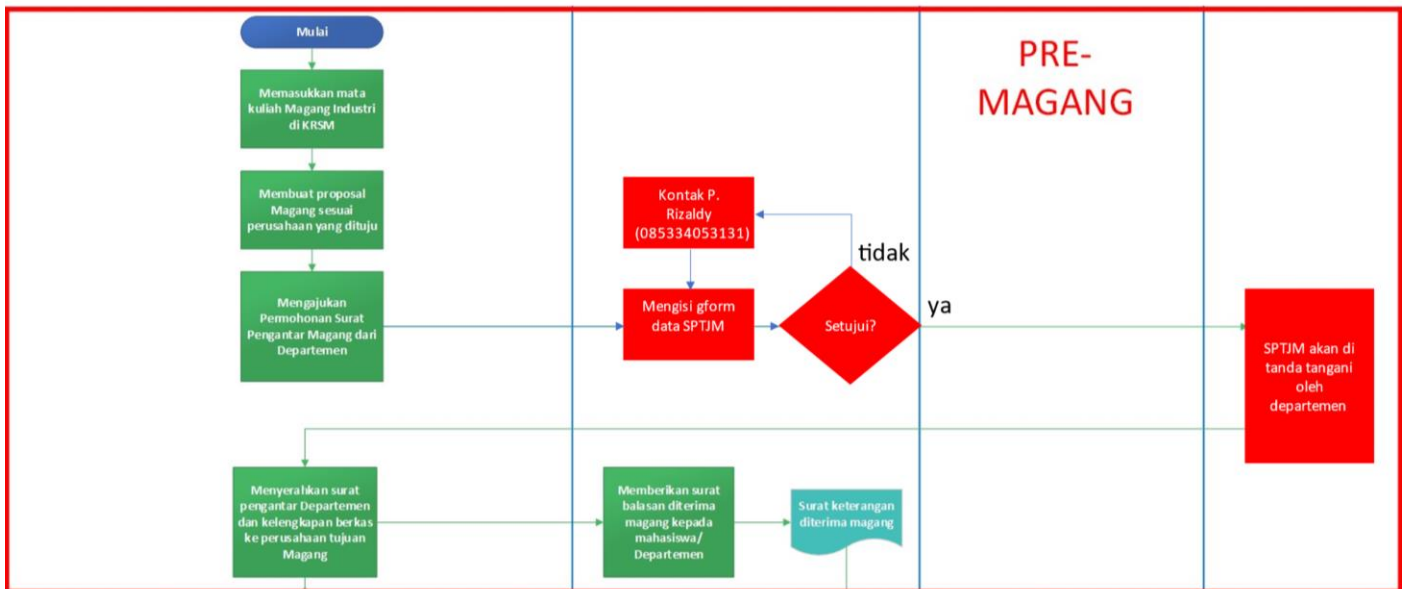 Mulai
PRE-
MAGANG
Memasukkan mata
kuliah Magang Industri
di KRSM
Membuat proposal
Magang sesuai
perusahaan yang dituju
Kontak P.
Rizaldy
(085334053131)
tidak
Mengajukan
Permohonan Surat
Pengantar Magang dari
Departemen
Mengisi gform
data SPTJM
Setujui?
ya
SPTJM akan di
tanda tangani
oleh
departemen
Menyerahkan surat
pengantar Departemen
dan kelengkapan berkas
ke perusahaan tujuan
Magang
Memberikan surat
balasan diterima
magang kepada
mahasiswa/
Departemen
Surat keterangan
diterima magang